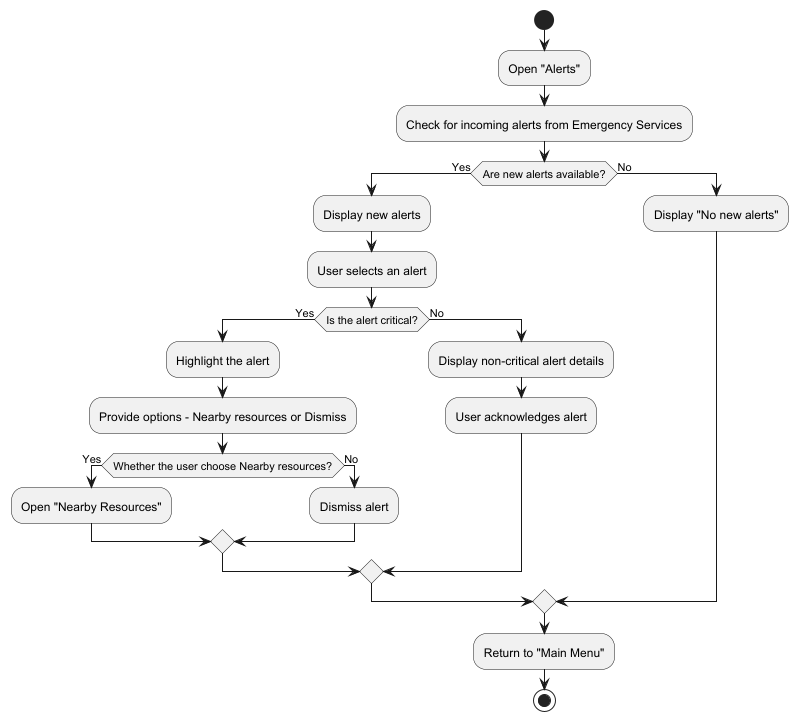 Open "Alerts"
Check for incoming alerts from Emergency Services
Yes
Are new alerts available?
No
Display new alerts
Display "No new alerts"
User selects an alert
Yes
Is the alert critical?
No
Highlight the alert
Display non-critical alert details
Provide options - Nearby resources or Dismiss
User acknowledges alert
Yes
Whether the user choose Nearby resources?
No
Open "Nearby Resources"
Dismiss alert
Return to "Main Menu"